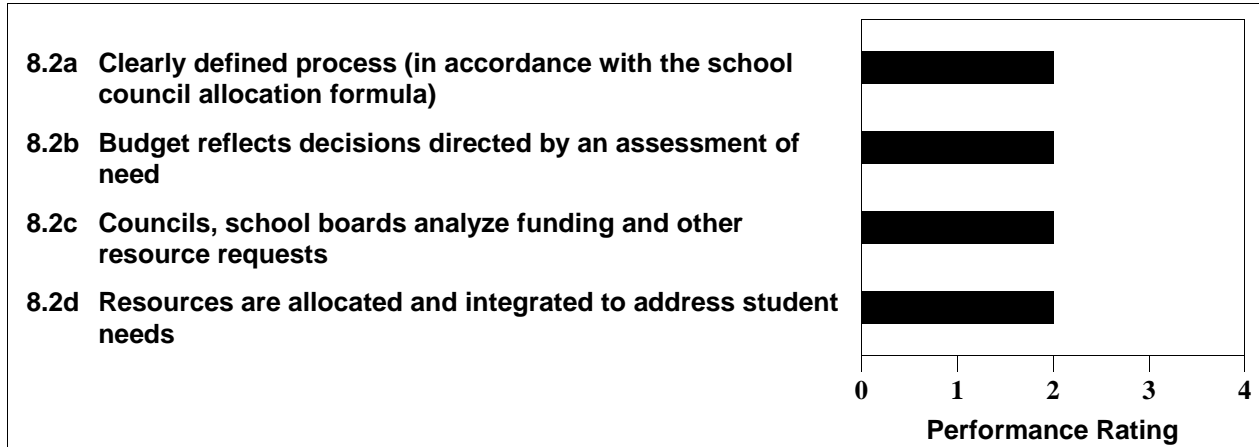 8.2a Clearly defined process (in accordance with the school
council allocation formula)
8.2b Budget reflects decisions directed by an assessment of
need
8.2c Councils, school boards analyze funding and other
resource requests
8.2d Resources are allocated and integrated to address student
needs
0 1 2 3 4
Performance Rating